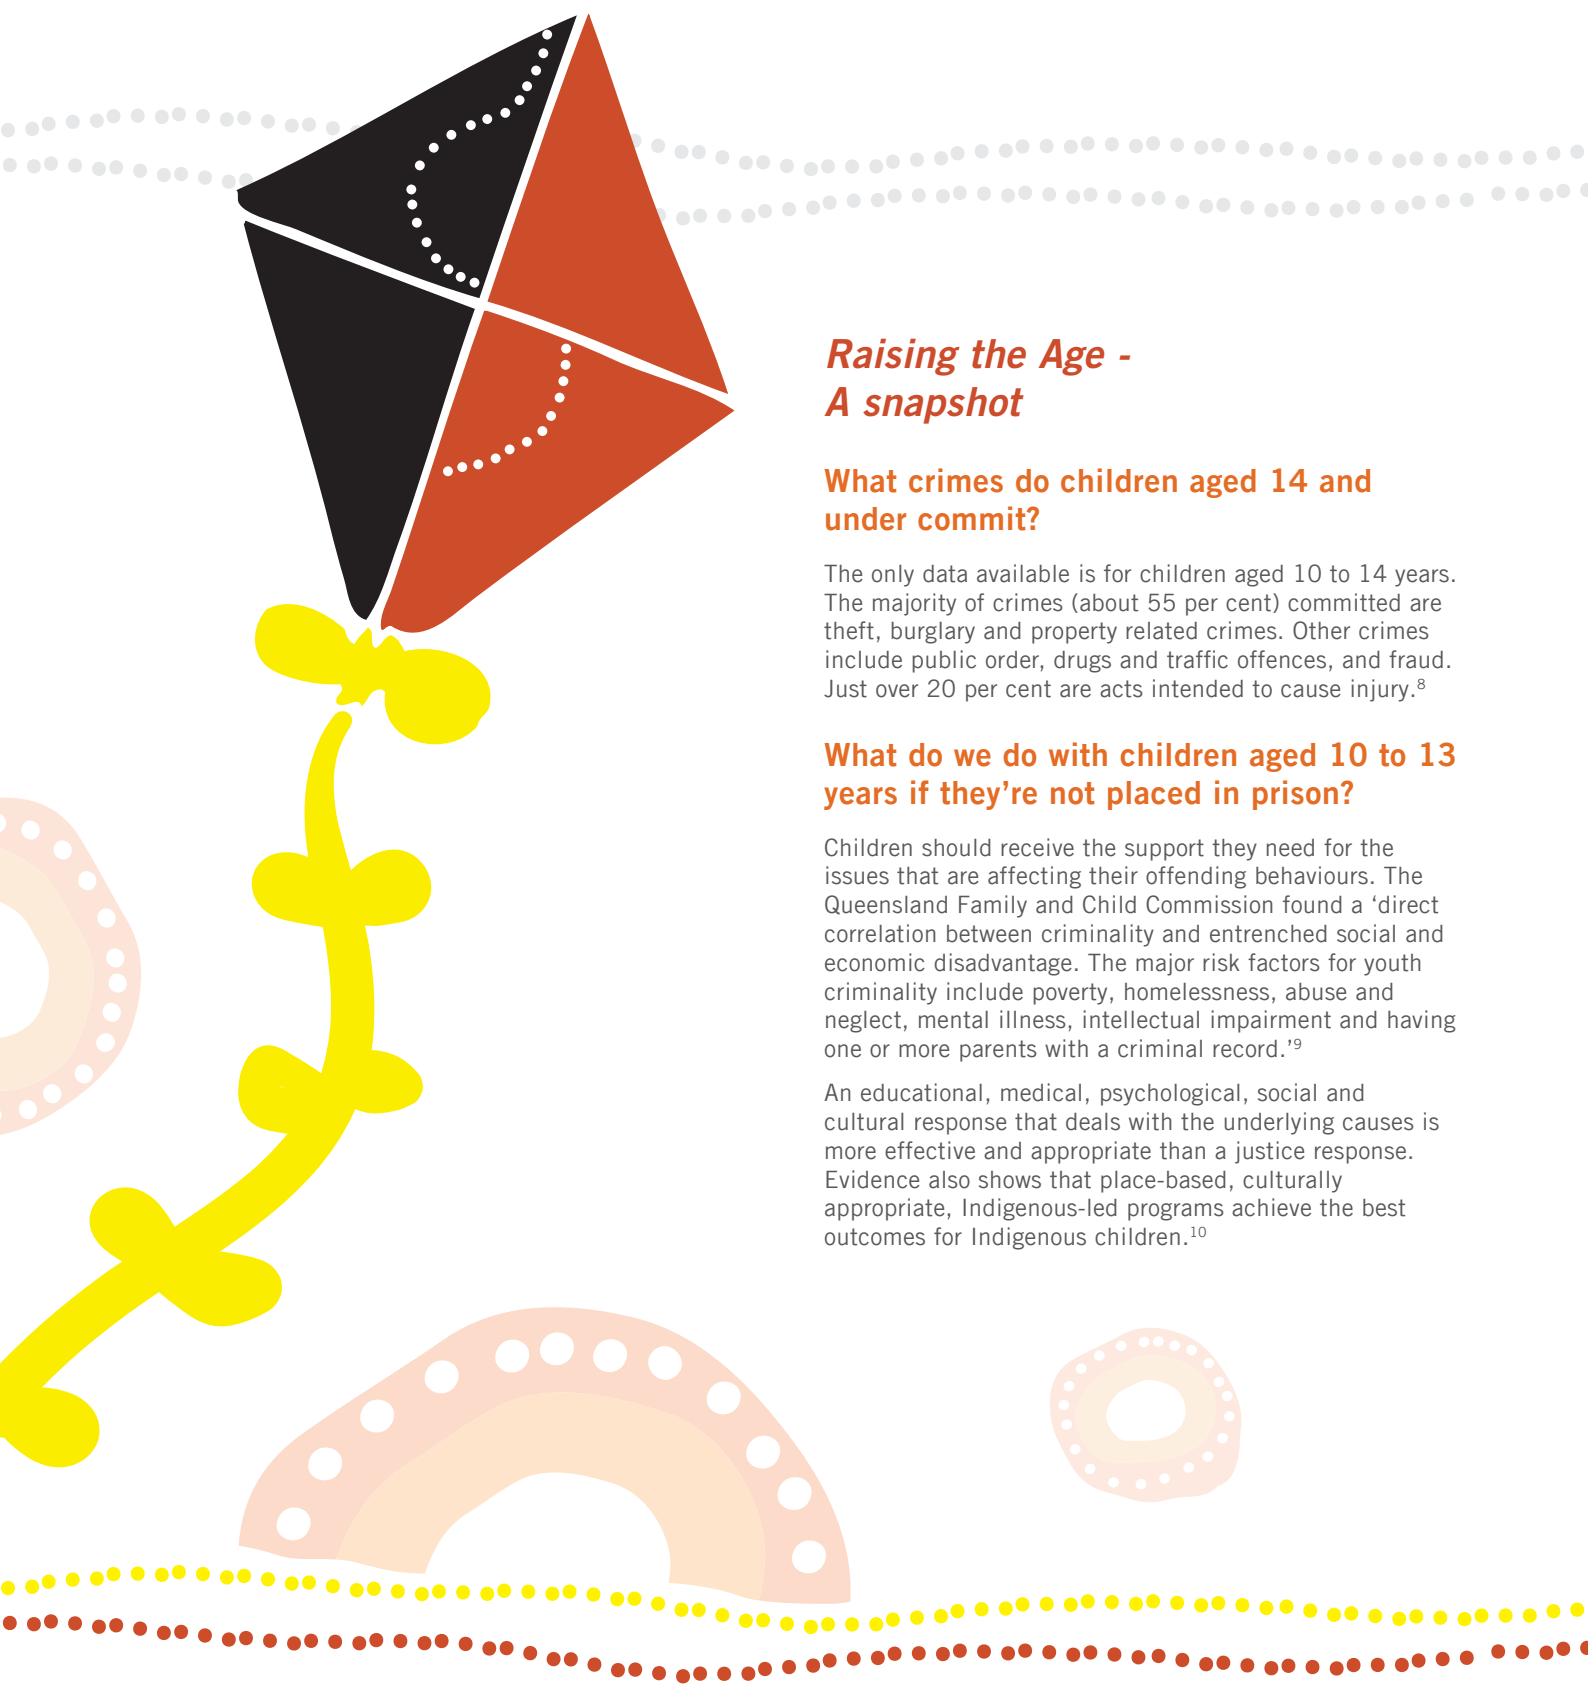 Raising the Age -
A snapshot
What crimes do children aged 14 and
under commit?
The only data available is for children aged 10 to 14 years.
The majority of crimes (about 55 per cent) committed are
theft, burglary and property related crimes. Other crimes
include public order, drugs and traffic offences, and fraud.
Just over 20 per cent are acts intended to cause injury.⁸
What do we do with children aged 10 to 13
years if they’re not placed in prison?
Children should receive the support they need for the
issues that are affecting their offending behaviours. The
Queensland Family and Child Commission found a ‘direct
correlation between criminality and entrenched social and
economic disadvantage. The major risk factors for youth
criminality include poverty, homelessness, abuse and
neglect, mental illness, intellectual impairment and having
one or more parents with a criminal record.’⁹
An educational, medical, psychological, social and
cultural response that deals with the underlying causes is
more effective and appropriate than a justice response.
Evidence also shows that place-based, culturally
appropriate, Indigenous-led programs achieve the best
outcomes for Indigenous children.¹⁰